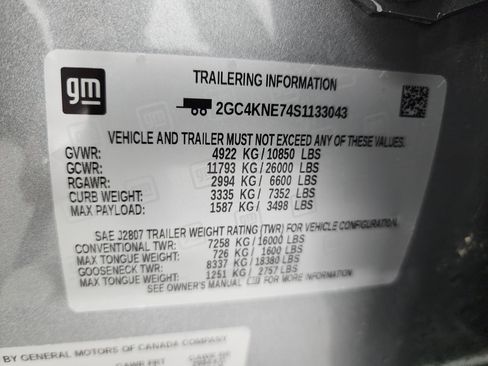 gm
TRAILERING INFORMATION
2GC4KNE74S1133043
VEHICLE AND TRAILER MUST NOT EXCEED ANY OF THESE VALUES.
GVWR: 4922 KG / 10850 LBS
GCWR: 11793 KG / 26000 LBS
RGAWR: 2994 KG / 6600 LBS
CURB WEIGHT: 3335 KG / 7352 LBS
MAX PAYLOAD: 1587 KG / 3498 LBS
SAE J2807 TRAILER WEIGHT RATING (TWR) FOR VEHICLE CONFIGURATION
CONVENTIONAL TWR: 7258 KG / 16000 LBS
MAX TONGUE WEIGHT: 726 KG / 1600 LBS
GOOSENECK TWR: 8337 KG / 18380 LBS
MAX TONGUE WEIGHT: 1251 KG / 2757 LBS
SEE OWNER'S MANUAL FOR MORE INFORMATION.
BY GENERAL MOTORS OF CANADA COMPANY